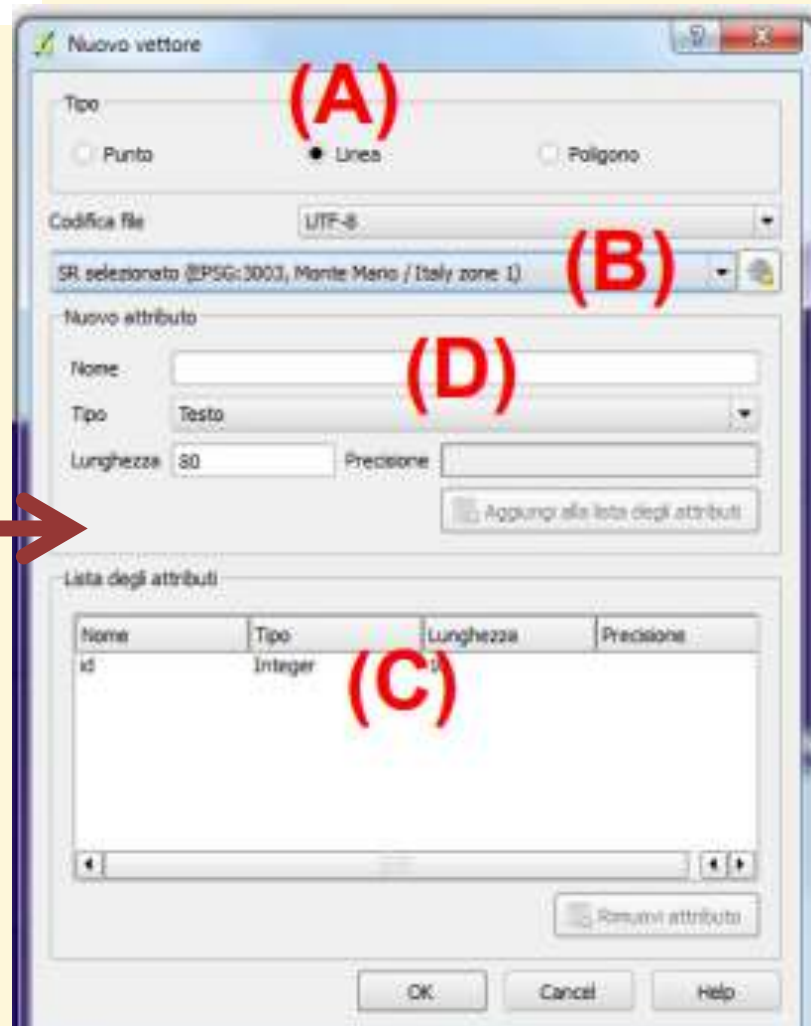 Nuovo vettore
(A)
Tipo
Punto Linea Poligono
Codifica file UTF-8
SR selezionato (EPSG:3003, Monte Mario / Italy zone 1) (B)
Nuovo attributo
Nome (D)
Tipo Testo
Lunghezza 80 Precisione
Aggiungi alla lista degli attributi
Lista degli attributi
Nome Tipo Lunghezza Precisione
id Integer
(C)
Rimuovi attributo
OK Cancel Help